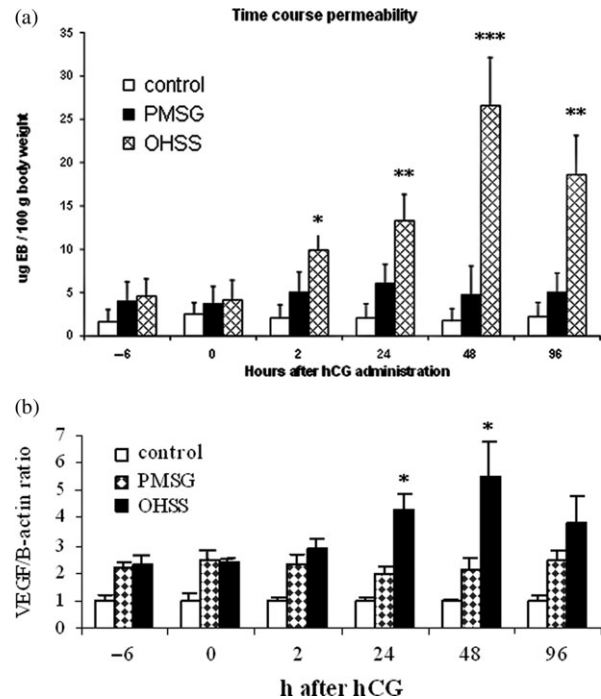 (a)
Time course permeability
ug EB / 100 g body weight
35
30
25
20
15
10
5
0
control
PMSG
OHSS
*
**
***
**
–6
0
2
24
48
96
Hours after hCG administration
(b)
VEGF/B-actin ratio
7
6
5
4
3
2
1
0
control
PMSG
OHSS
*
*
–6
0
2
24
48
96
h after hCG